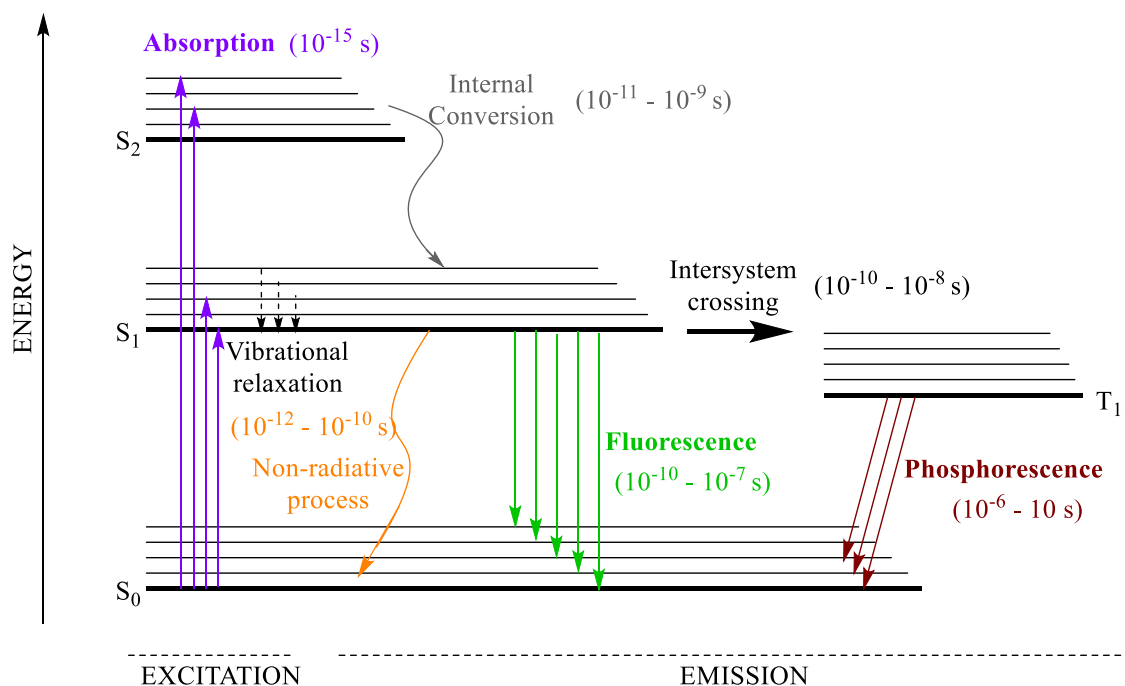 Absorption (10⁻¹⁵ s)
Internal
Conversion
(10⁻¹¹ - 10⁻⁹ s)
S₂
ENERGY
Intersystem
crossing
(10⁻¹⁰ - 10⁻⁸ s)
S₁
Vibrational
relaxation
T₁
(10⁻¹² - 10⁻¹⁰ s)
Fluorescence
(10⁻¹⁰ - 10⁻⁷ s)
Non-radiative
process
Phosphorescence
(10⁻⁶ - 10 s)
S₀
EXCITATION
EMISSION